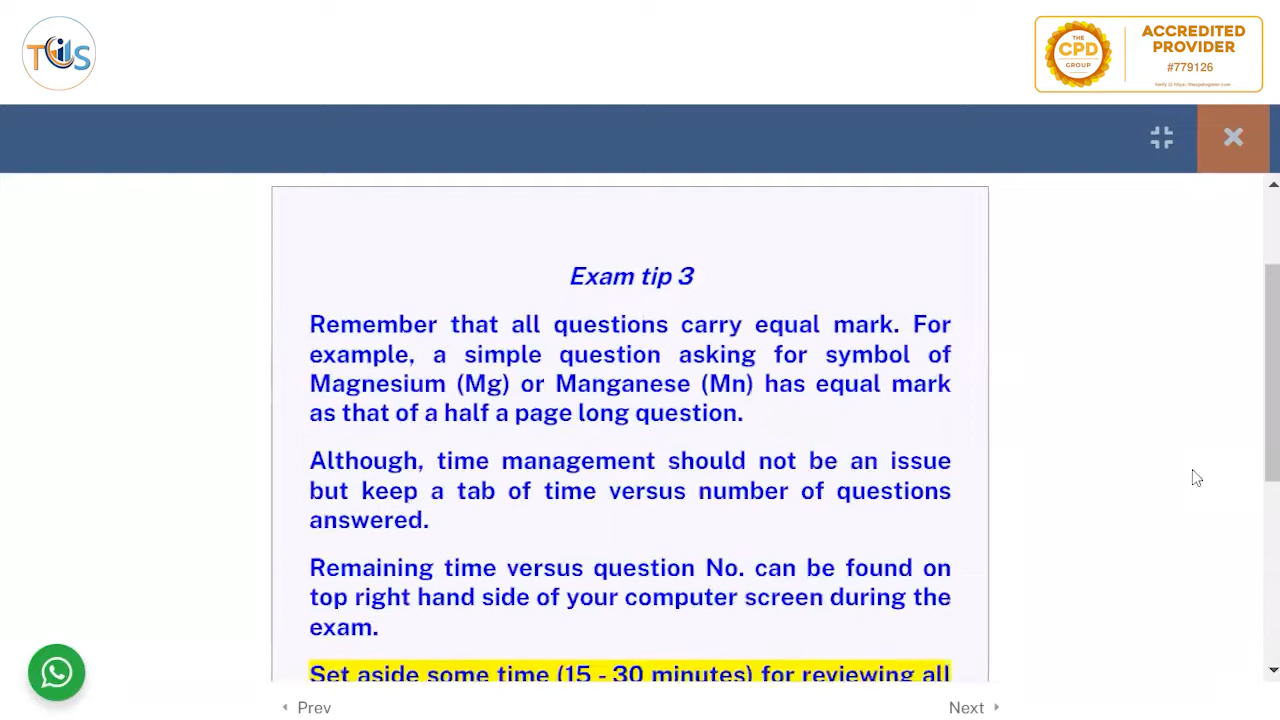 TCILS
THE
CPD
GROUP
ACCREDITED
PROVIDER
#779126
Exam tip 3
Remember that all questions carry equal mark. For
example, a simple question asking for symbol of
Magnesium (Mg) or Manganese (Mn) has equal mark
as that of a half a page long question.
Although, time management should not be an issue
but keep a tab of time versus number of questions
answered.
Remaining time versus question No. can be found on
top right hand side of your computer screen during the
exam.
Set aside some time (15 - 30 minutes) for reviewing all
Prev
Next